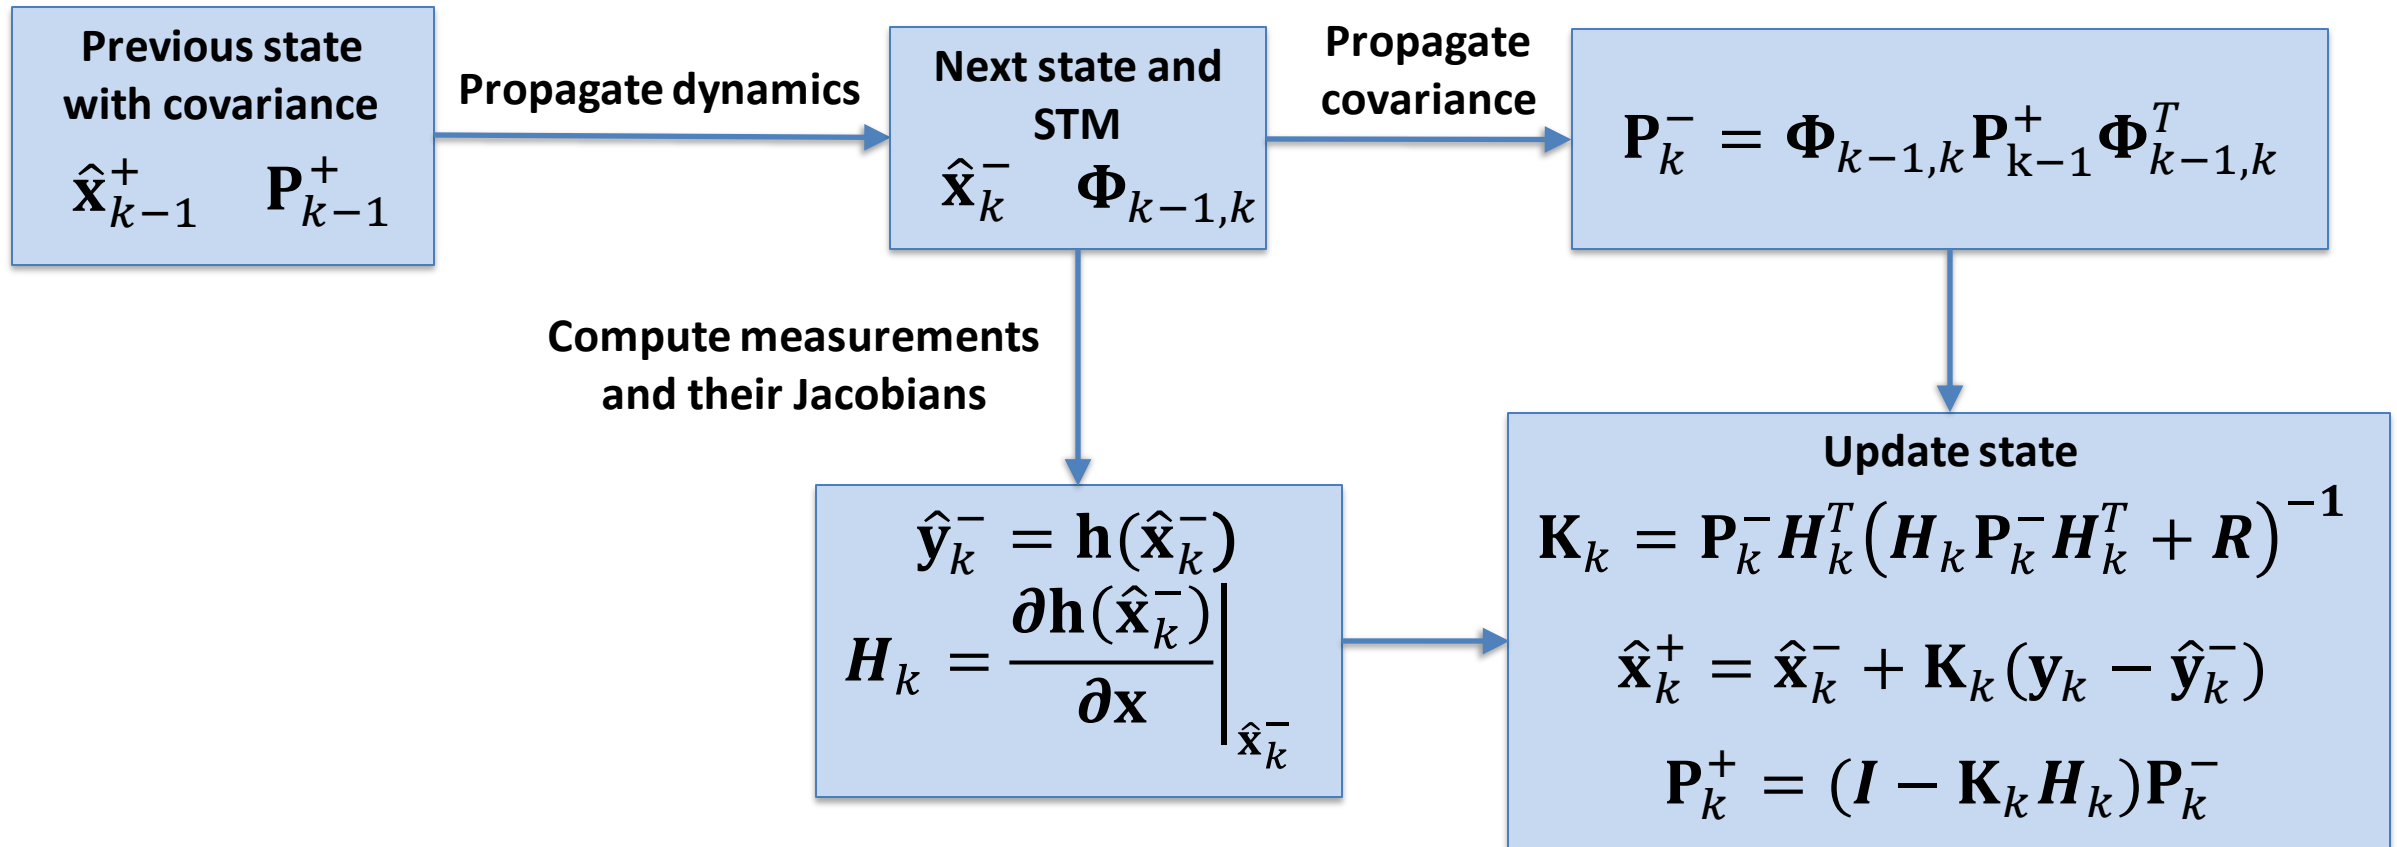 Previous state
with covariance
x̂⁺ₖ₋₁ P⁺ₖ₋₁
Propagate dynamics
Next state and
STM
x̂⁻ₖ Φₖ₋₁,ₖ
Propagate
covariance
P⁻ₖ = Φₖ₋₁,ₖP⁺ₖ₋₁Φᵀₖ₋₁,ₖ
Compute measurements
and their Jacobians
ŷ⁻ₖ = h(x̂⁻ₖ)
Hₖ = ∂h(x̂⁻ₖ)/∂x |x̂⁻ₖ
Update state
Kₖ = P⁻ₖHᵀₖ(HₖP⁻ₖHᵀₖ + R)⁻¹
x̂⁺ₖ = x̂⁻ₖ + Kₖ(yₖ − ŷ⁻ₖ)
P⁺ₖ = (I − KₖHₖ)P⁻ₖ